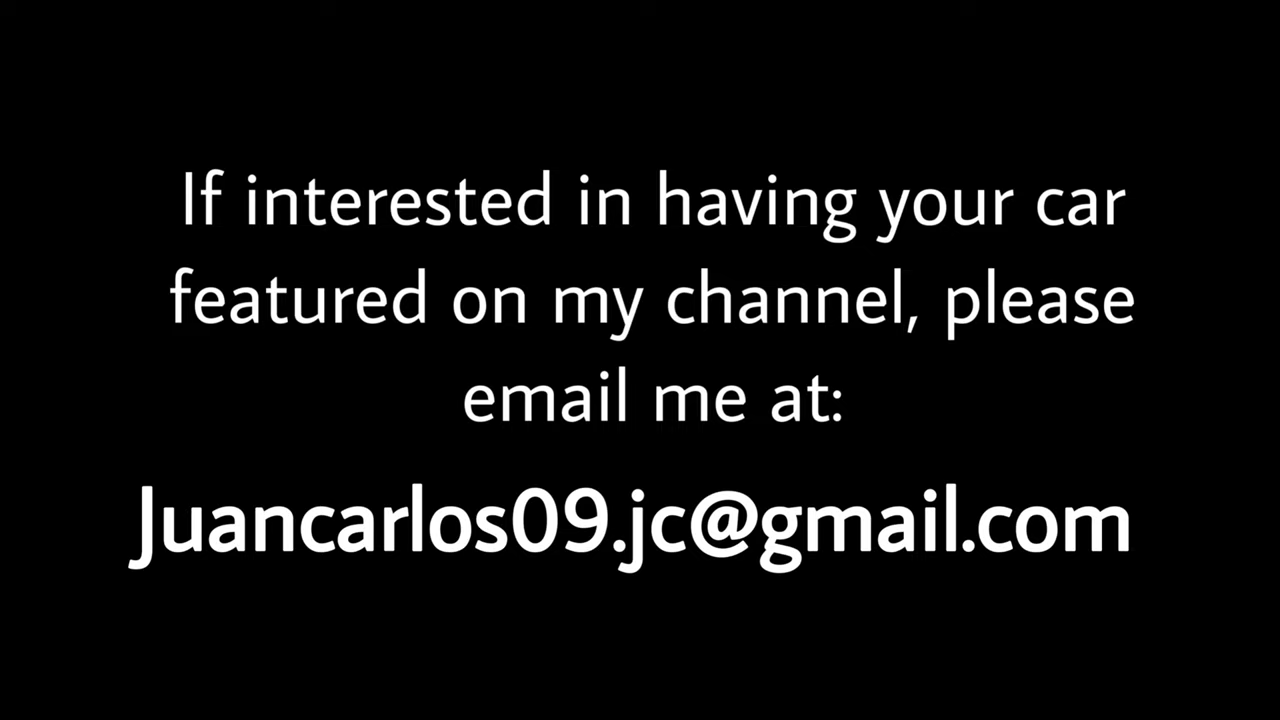 If interested in having your car
featured on my channel, please
email me at:
Juancarlos09.jc@gmail.com